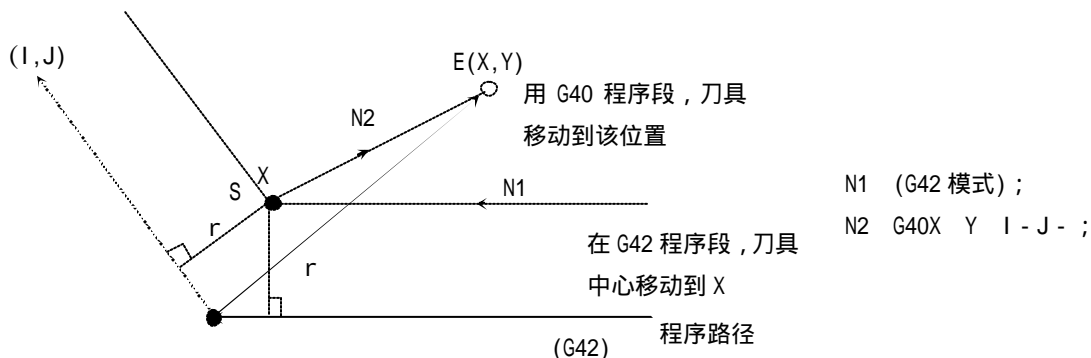 (I,J)
E(X,Y)
用 G40 程序段，刀具
移动到该位置
N2
S X
N1
r
r
在 G42 程序段，刀具
中心移动到 X
程序路径
(G42)
N1 (G42 模式)；
N2 G40X Y I - J - ；